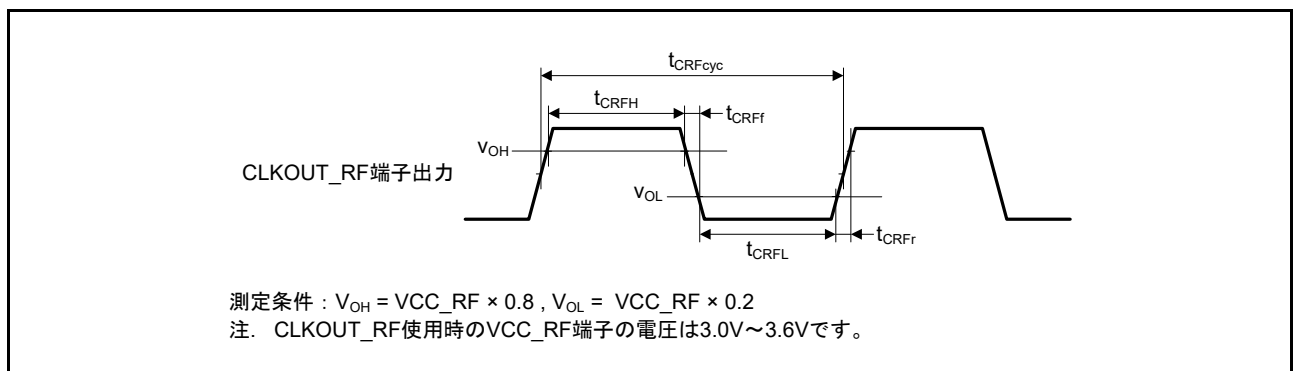 tCRFcyc
tCRFH
tCRFf
VOH
CLKOUT_RF端子出力
VOL
tCRFL
tCRFr
測定条件：VOH = VCC_RF × 0.8 , VOL = VCC_RF × 0.2
注. CLKOUT_RF使用時のVCC_RF端子の電圧は3.0V～3.6Vです。